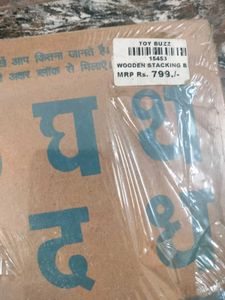 आप कितना जानते हैं।
अक्षर ब्लॉक से मिलाएँ
TOY BUZZ
15453
WOODEN STACKING B
MRP Rs. 799./-
घ
द